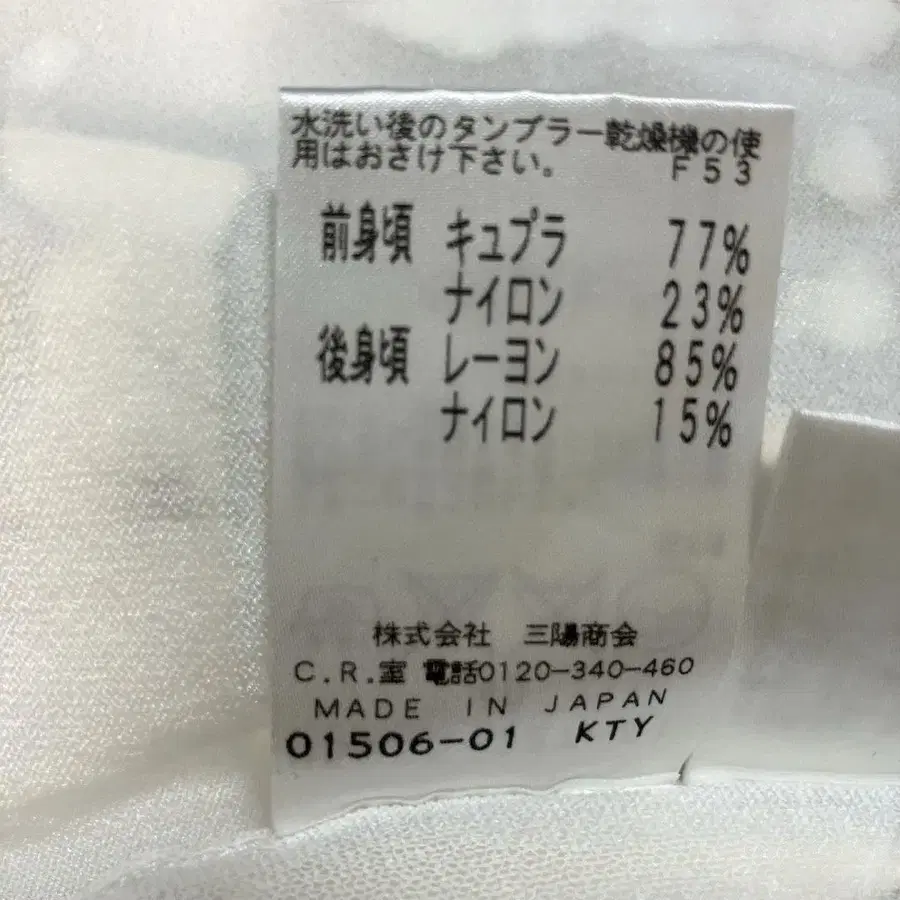 水洗い後のタンブラー乾燥機の使
用はおさけ下さい。 F53
前身頃 キュプラ 77%
ナイロン 23%
後身頃 レーヨン 85%
ナイロン 15%
株式会社 三陽商会
C.R.室 電話0120-340-460
MADE IN JAPAN
01506-01 KTY